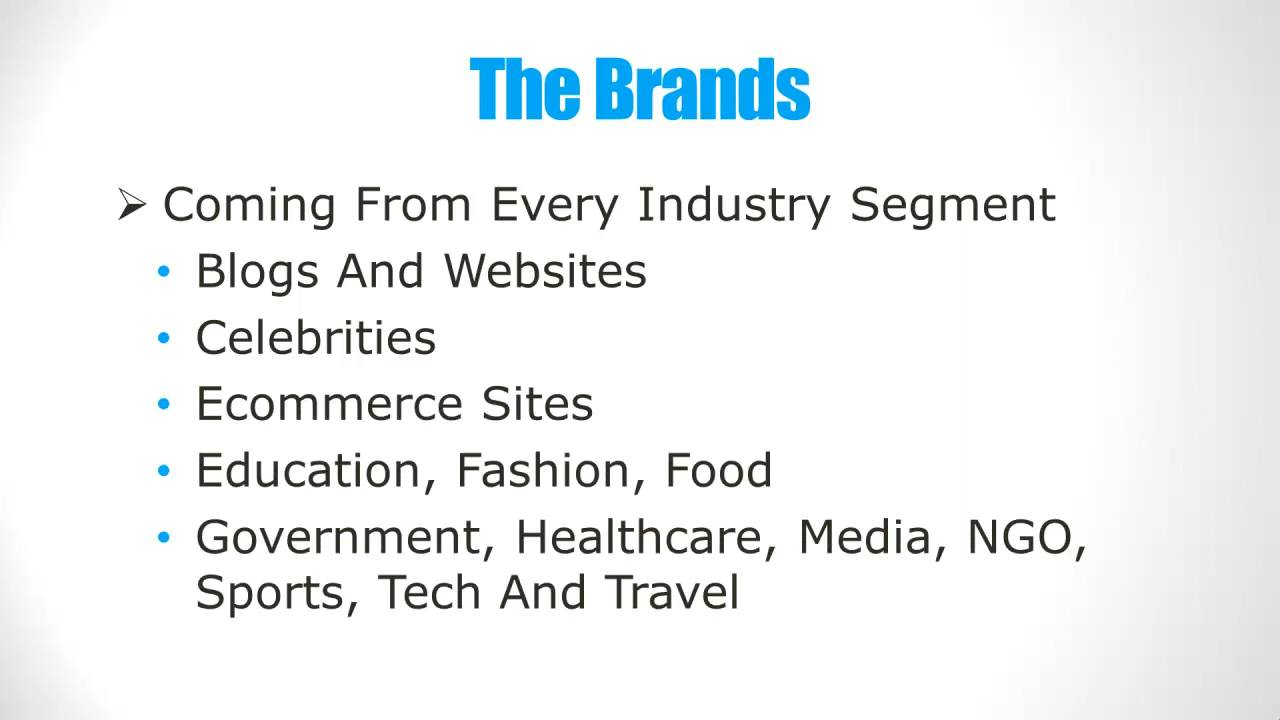 The Brands
➢ Coming From Every Industry Segment
• Blogs And Websites
• Celebrities
• Ecommerce Sites
• Education, Fashion, Food
• Government, Healthcare, Media, NGO,
Sports, Tech And Travel